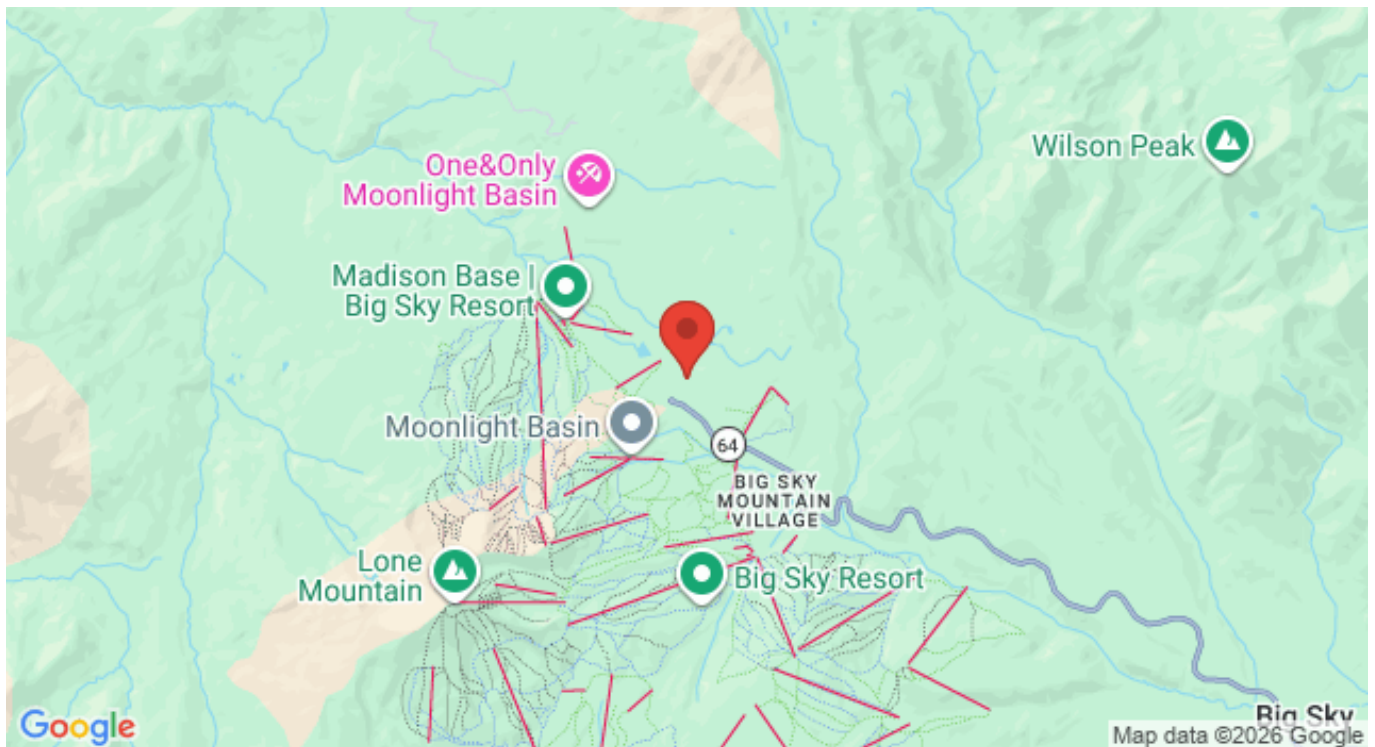 Wilson Peak
One&Only
Moonlight Basin
Madison Base |
Big Sky Resort
Moonlight Basin
64
BIG SKY
MOUNTAIN
VILLAGE
Lone
Mountain
Big Sky Resort
Big Sky
Google
Map data ©2026 Google